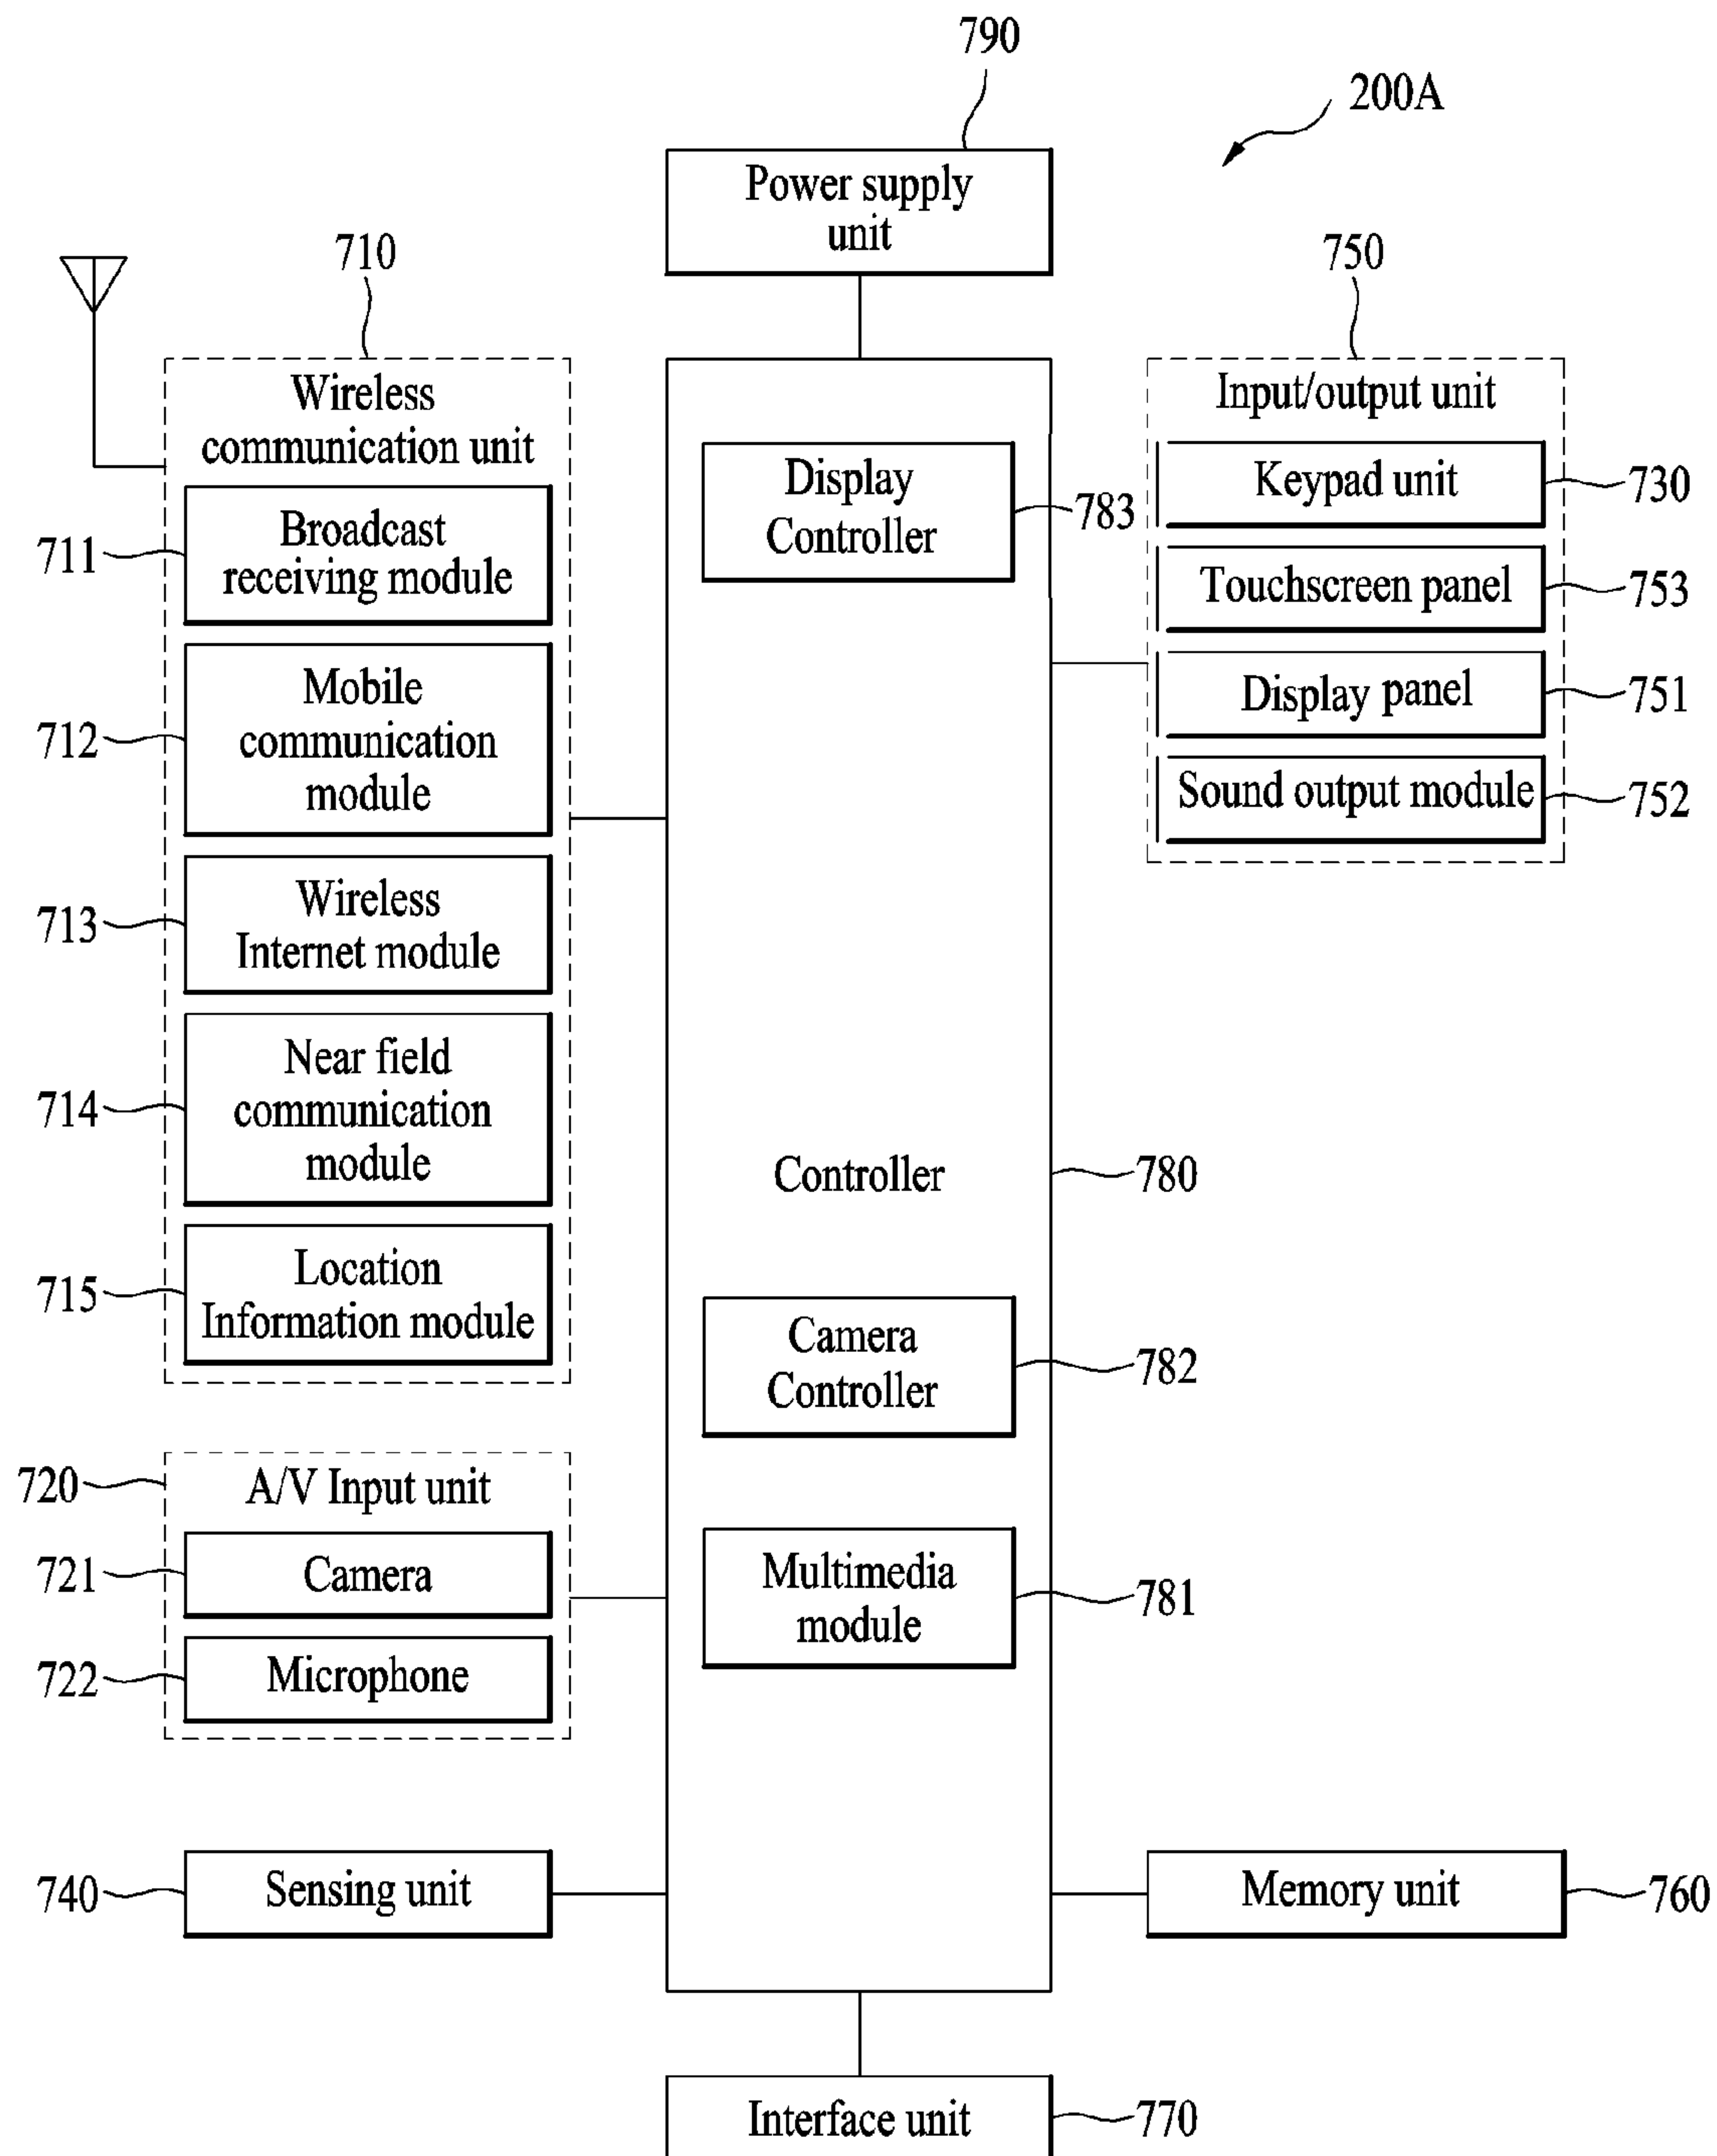 790
200A
Power supply
unit
710
750
Wireless
communication unit
711
Broadcast
receiving module
712
Mobile
communication
module
713
Wireless
Internet module
714
Near field
communication
module
715
Location
Information module
720
A/V Input unit
721
Camera
722
Microphone
740
Sensing unit
Display
Controller
783
Controller
780
Camera
Controller
782
Multimedia
module
781
Input/output unit
Keypad unit
730
Touchscreen panel
753
Display panel
751
Sound output module
752
Memory unit
760
Interface unit
770